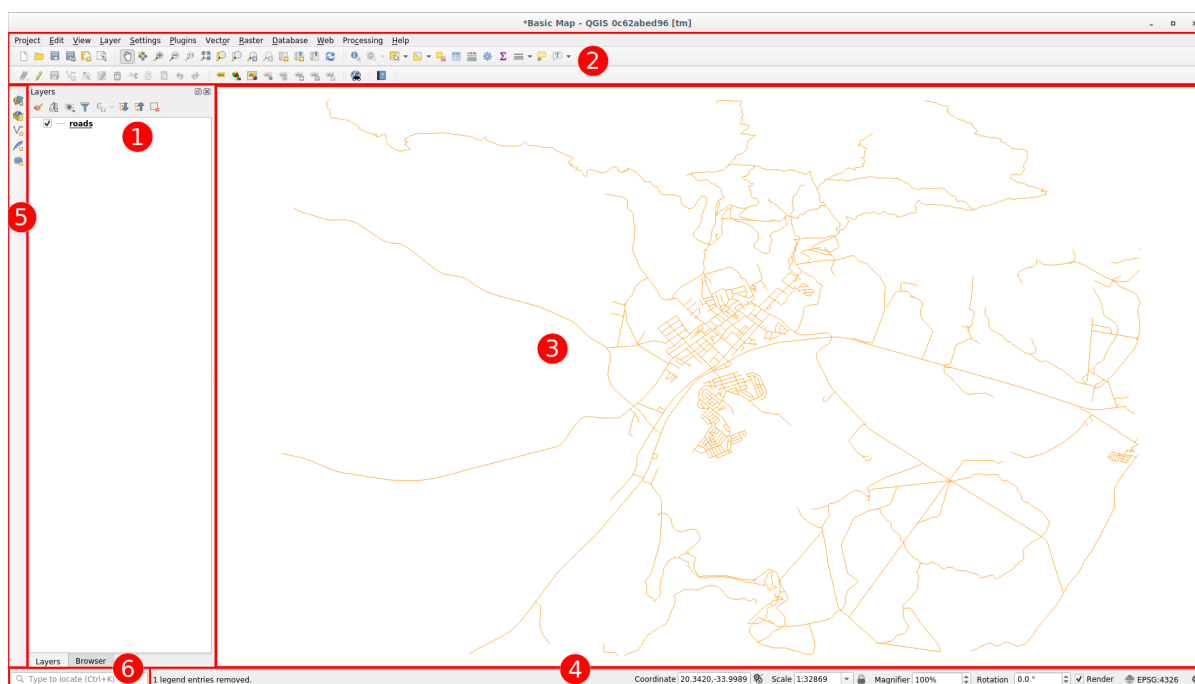 *Basic Map - QGIS 0c62abed96 [tm]
Project Edit View Layer Settings Plugins Vector Raster Database Web Processing Help
2
Layers
roads
1
5
3
Layers Browser
6
4
Type to locate (Ctrl+K)
1 legend entries removed.
Coordinate 20.3420,-33.9989 Scale 1:32869 Magnifier 100% Rotation 0.0 ° Render EPSG:4326